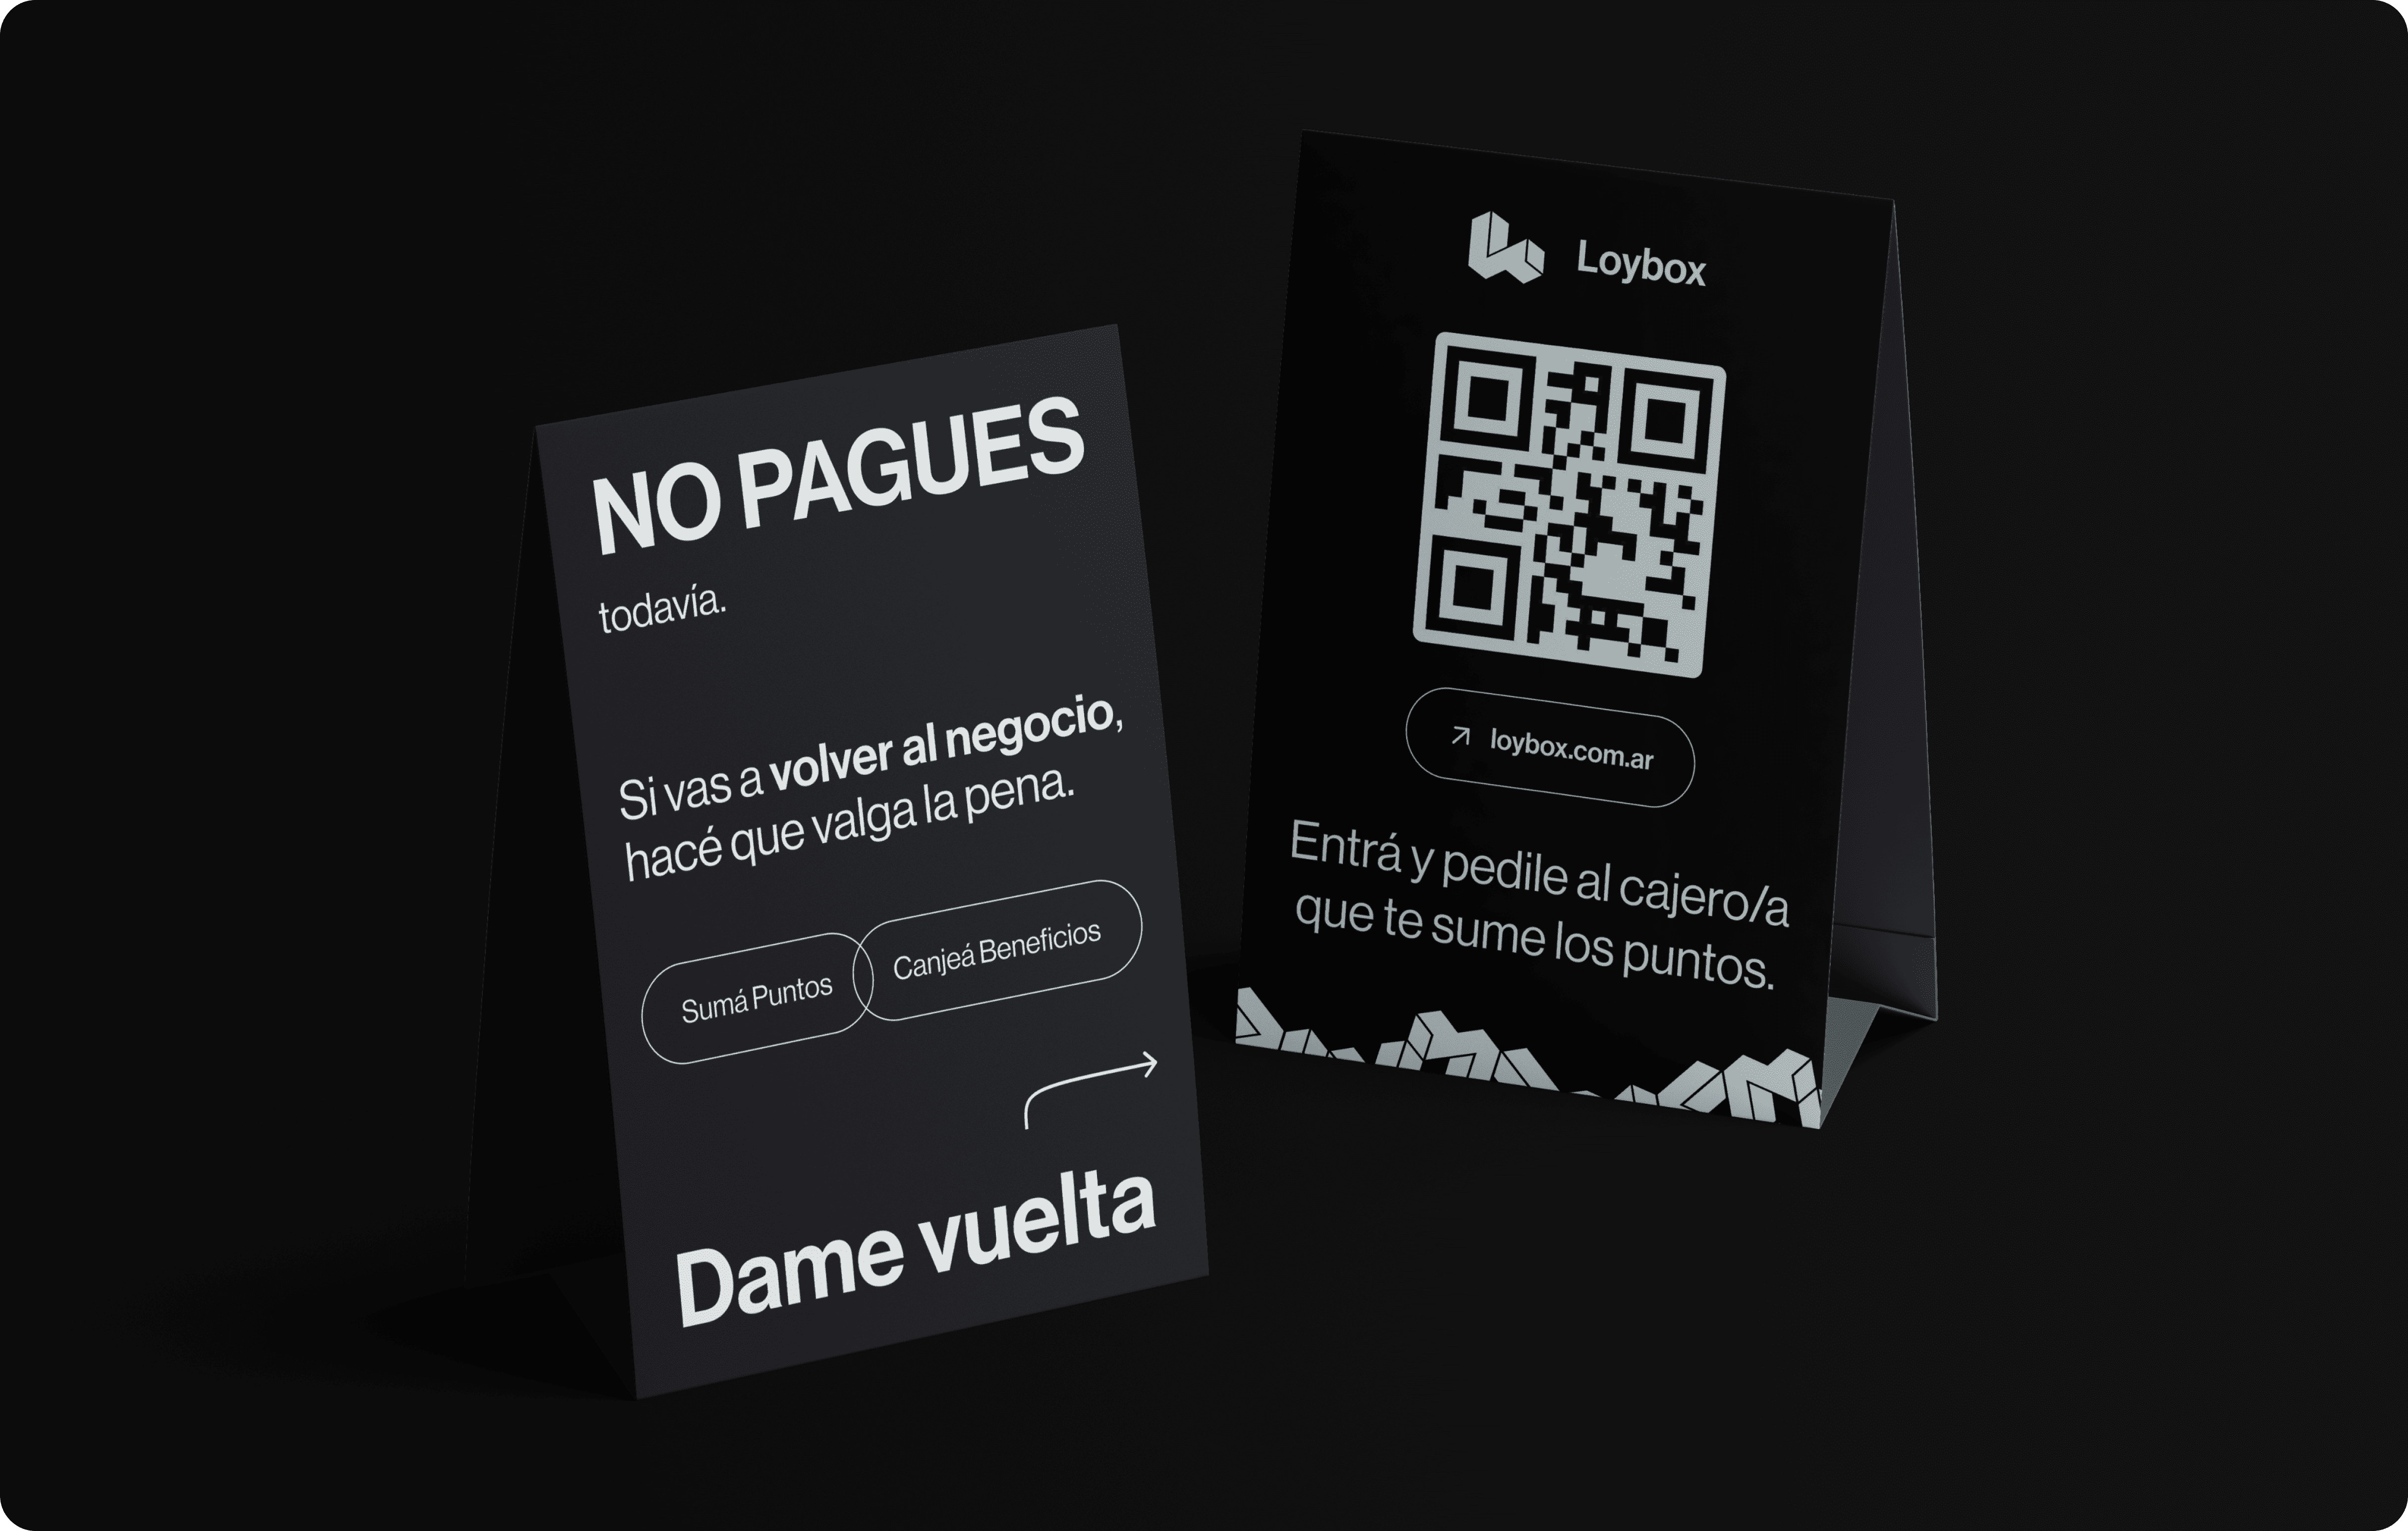 NO PAGUES
todavía.
Si vas a volver al negocio,
hacé que valga la pena.
Sumá Puntos
Canjeá Beneficios
Dame vuelta
Loybox
loybox.com.ar
Entrá y pedile al cajero/a
que te sume los puntos.